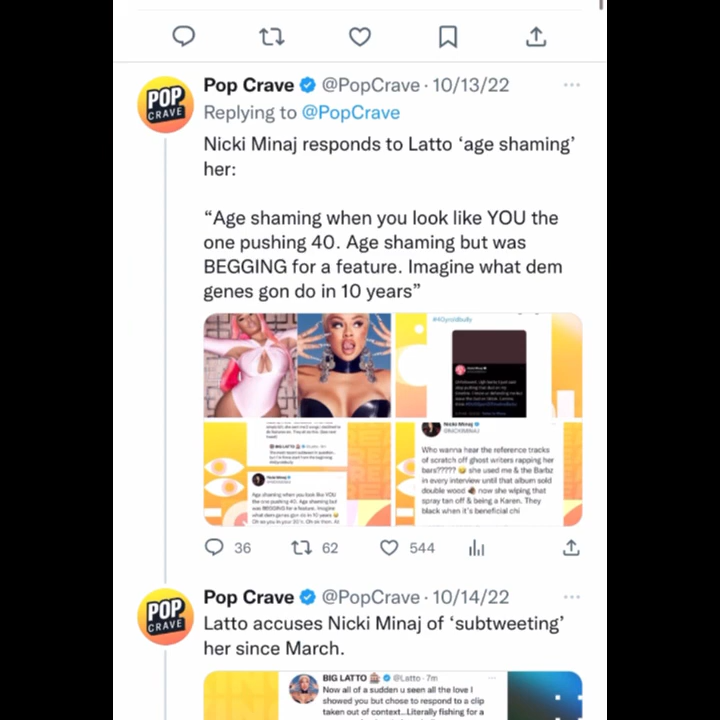 POP CRAVE
Pop Crave @PopCrave · 10/13/22
Replying to @PopCrave
Nicki Minaj responds to Latto ‘age shaming’
her:
“Age shaming when you look like YOU the
one pushing 40. Age shaming but was
BEGGING for a feature. Imagine what dem
genes gon do in 10 years”
#40yroldbully
Nicki Minaj
@NICKIMINAJ
Who wanna hear the reference tracks
of scratch off ghost writers rapping her
bars????? 🤣 she used me & the Barbz
in every interview until that album sold
double wood 🪵 now she wiping that
spray tan off & being a Karen. They
black when it's beneficial chi
Age shaming when you look like YOU
the one pushing 40. Age shaming but
was BEGGING for a feature. Imagine
what dem genes gon do in 10 years
36 62 544
POP CRAVE
Pop Crave @PopCrave · 10/14/22
Latto accuses Nicki Minaj of ‘subtweeting’
her since March.
BIG LATTO @Latto · 7m
Now all of a sudden u seen all the love I
showed you but chose to respond to a clip
taken out of context...Literally fishing for a